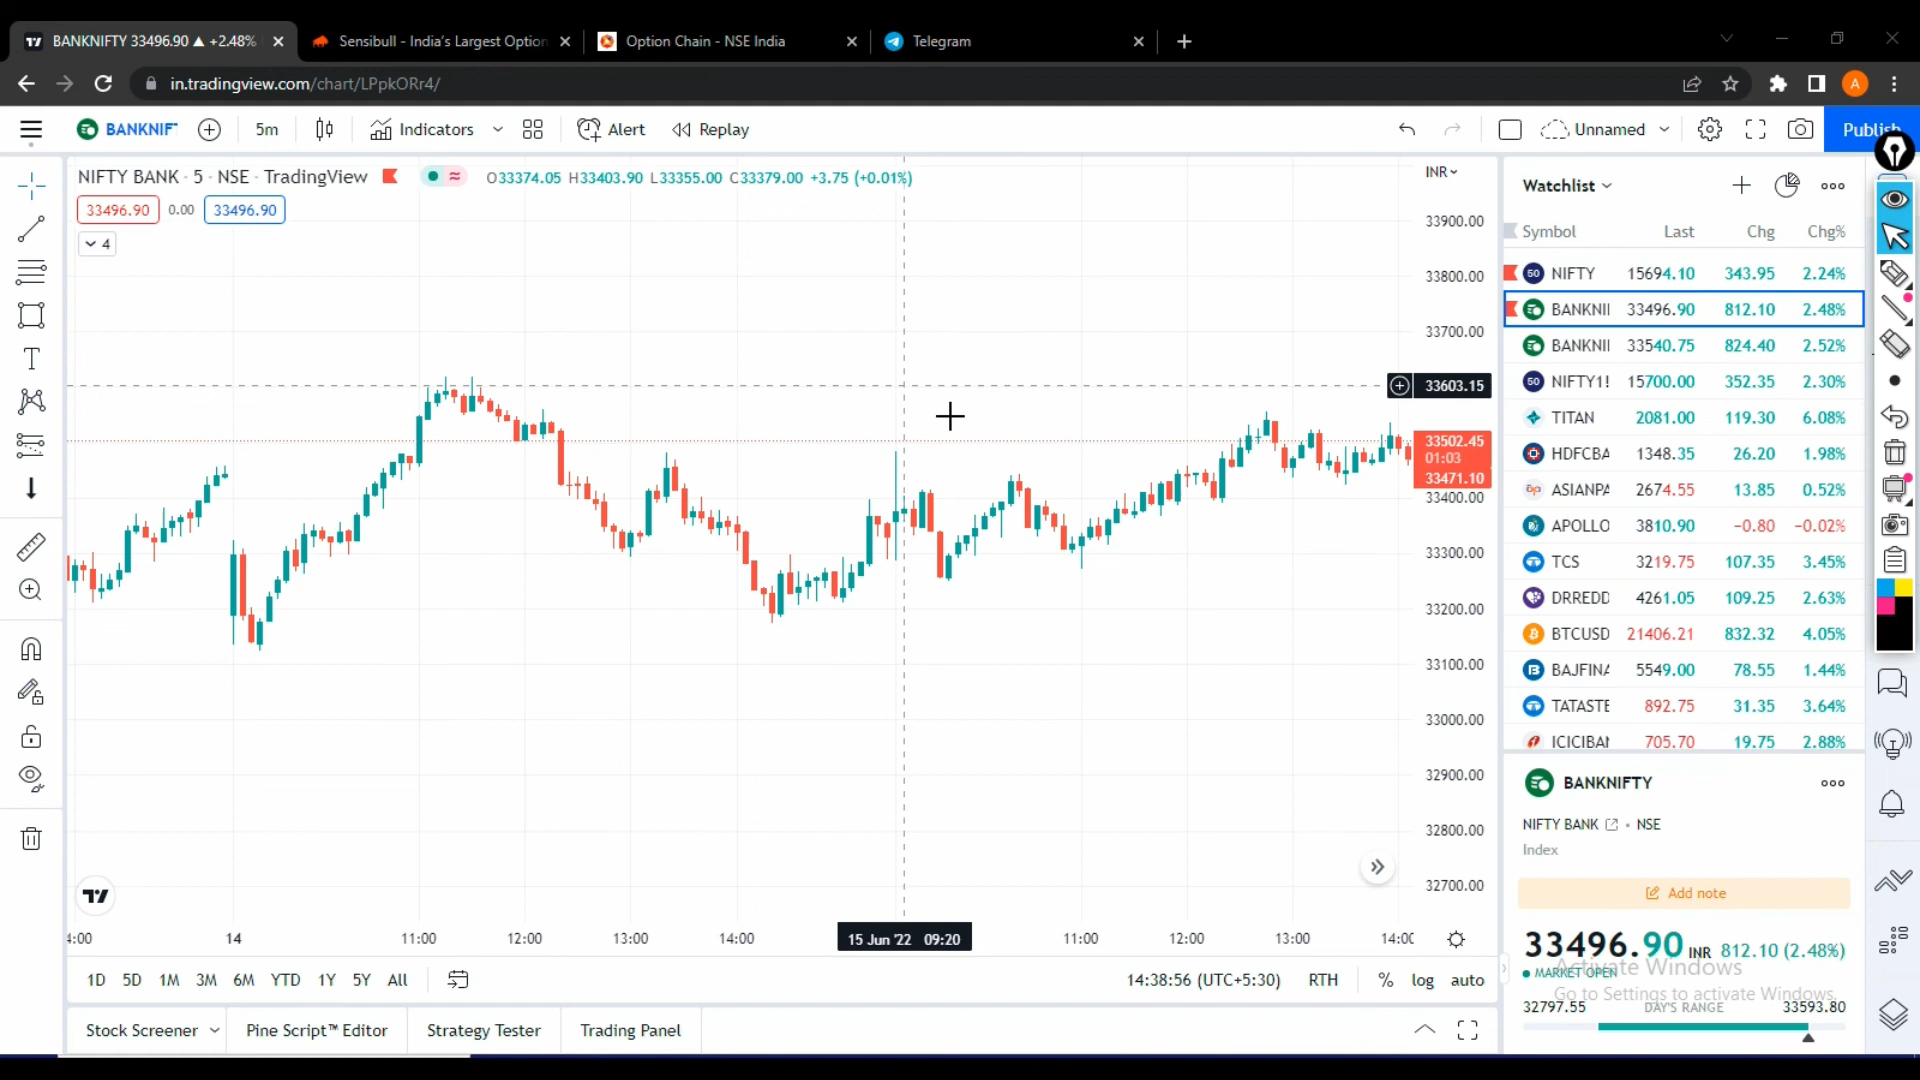 BANKNIFTY 33496.90 ▲ +2.48%
Sensibull - India's Largest Option
Option Chain - NSE India
Telegram
in.tradingview.com/chart/LPpkORr4/
BANKNIF
5m
Indicators
Alert
Replay
Unnamed
Publish
NIFTY BANK · 5 · NSE · TradingView
O33374.05 H33403.90 L33355.00 C33379.00 +3.75 (+0.01%)
33496.90 0.00 33496.90
4
INR
33900.00
33800.00
33700.00
33603.15
33502.45
01:03
33471.10
33400.00
33300.00
33200.00
33100.00
33000.00
32900.00
32800.00
32700.00
4:00 14 11:00 12:00 13:00 14:00 15 Jun '22 09:20 11:00 12:00 13:00 14:00
1D 5D 1M 3M 6M YTD 1Y 5Y All
14:38:56 (UTC+5:30) RTH % log auto
Stock Screener
Pine Script™ Editor
Strategy Tester
Trading Panel
Watchlist
Symbol Last Chg Chg%
50 NIFTY 15694.10 343.95 2.24%
BANKNII 33496.90 812.10 2.48%
BANKNII 33540.75 824.40 2.52%
50 NIFTY1! 15700.00 352.35 2.30%
TITAN 2081.00 119.30 6.08%
HDFCBA 1348.35 26.20 1.98%
ASIANPA 2674.55 13.85 0.52%
APOLLO 3810.90 −0.80 −0.02%
TCS 3219.75 107.35 3.45%
DRREDD 4261.05 109.25 2.63%
BTCUSD 21406.21 832.32 4.05%
BAJFINA 5549.00 78.55 1.44%
TATASTE 892.75 31.35 3.64%
ICICIBAN 705.70 19.75 2.88%
BANKNIFTY
NIFTY BANK · NSE
Index
Add note
33496.90 INR 812.10 (2.48%)
MARKET OPEN
Activate Windows
Go to Settings to activate Windows.
32797.55 DAY'S RANGE 33593.80
A